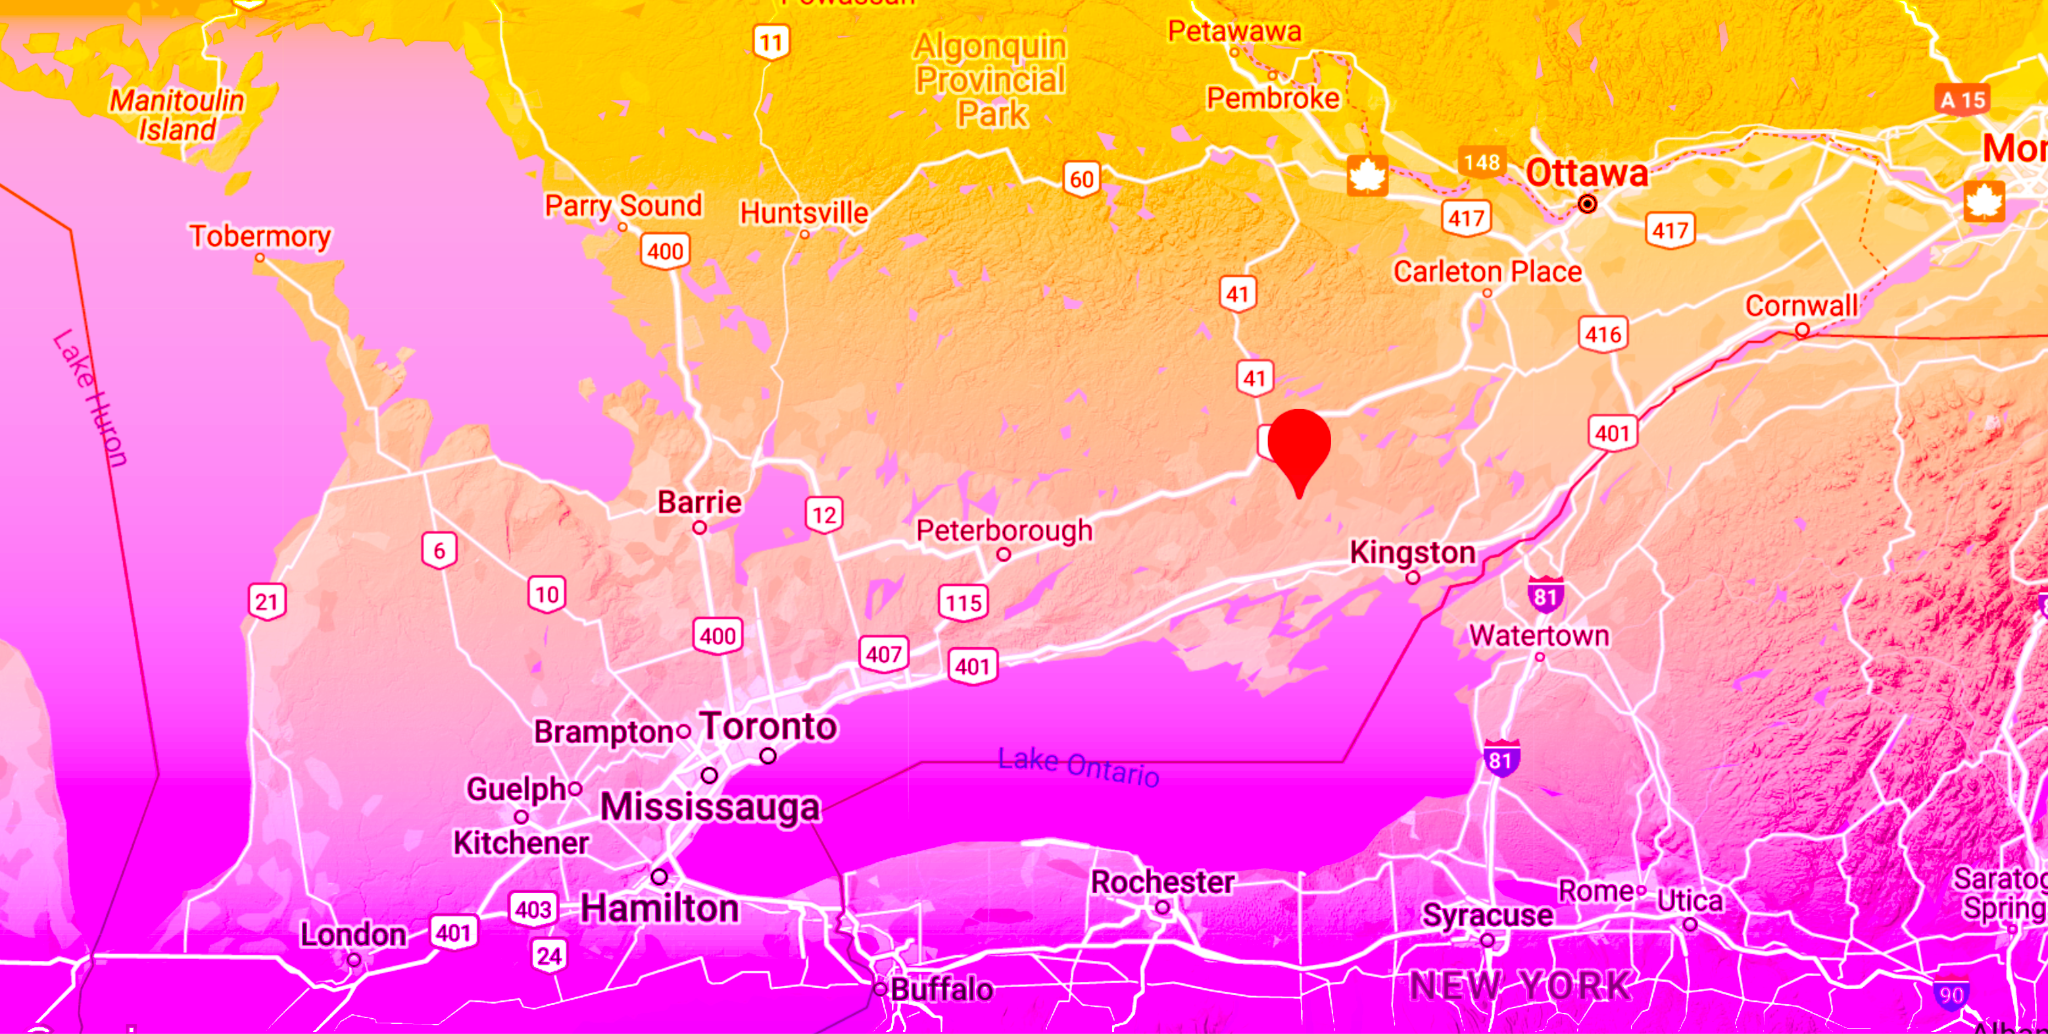 Powassan
11
Algonquin
Provincial
Park
Petawawa
Pembroke
A 15
Manitoulin
Island
148
Ottawa
60
Parry Sound
Huntsville
417
417
Tobermory
400
Carleton Place
41
Cornwall
416
Lake Huron
41
401
Barrie
12
Peterborough
Kingston
6
10
21
115
81
400
Watertown
407
401
Brampton
Toronto
Lake Ontario
81
Guelph
Mississauga
Kitchener
Rochester
Rome
Utica
403
Hamilton
Syracuse
London
401
24
Buffalo
NEW YORK
90